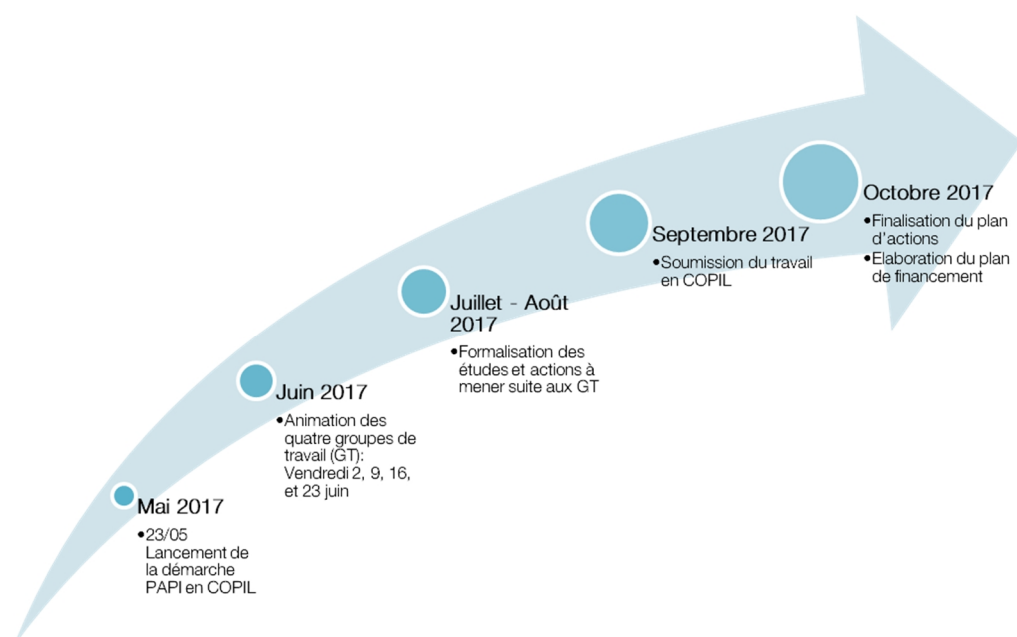 Mai 2017
•23/05
Lancement de
la démarche
PAPI en COPIL
Juin 2017
•Animation des
quatre groupes de
travail (GT):
Vendredi 2, 9, 16,
et 23 juin
Juillet - Août
2017
•Formalisation des
études et actions à
mener suite aux GT
Septembre 2017
•Soumission du travail
en COPIL
Octobre 2017
•Finalisation du plan
d'actions
•Elaboration du plan
de financement